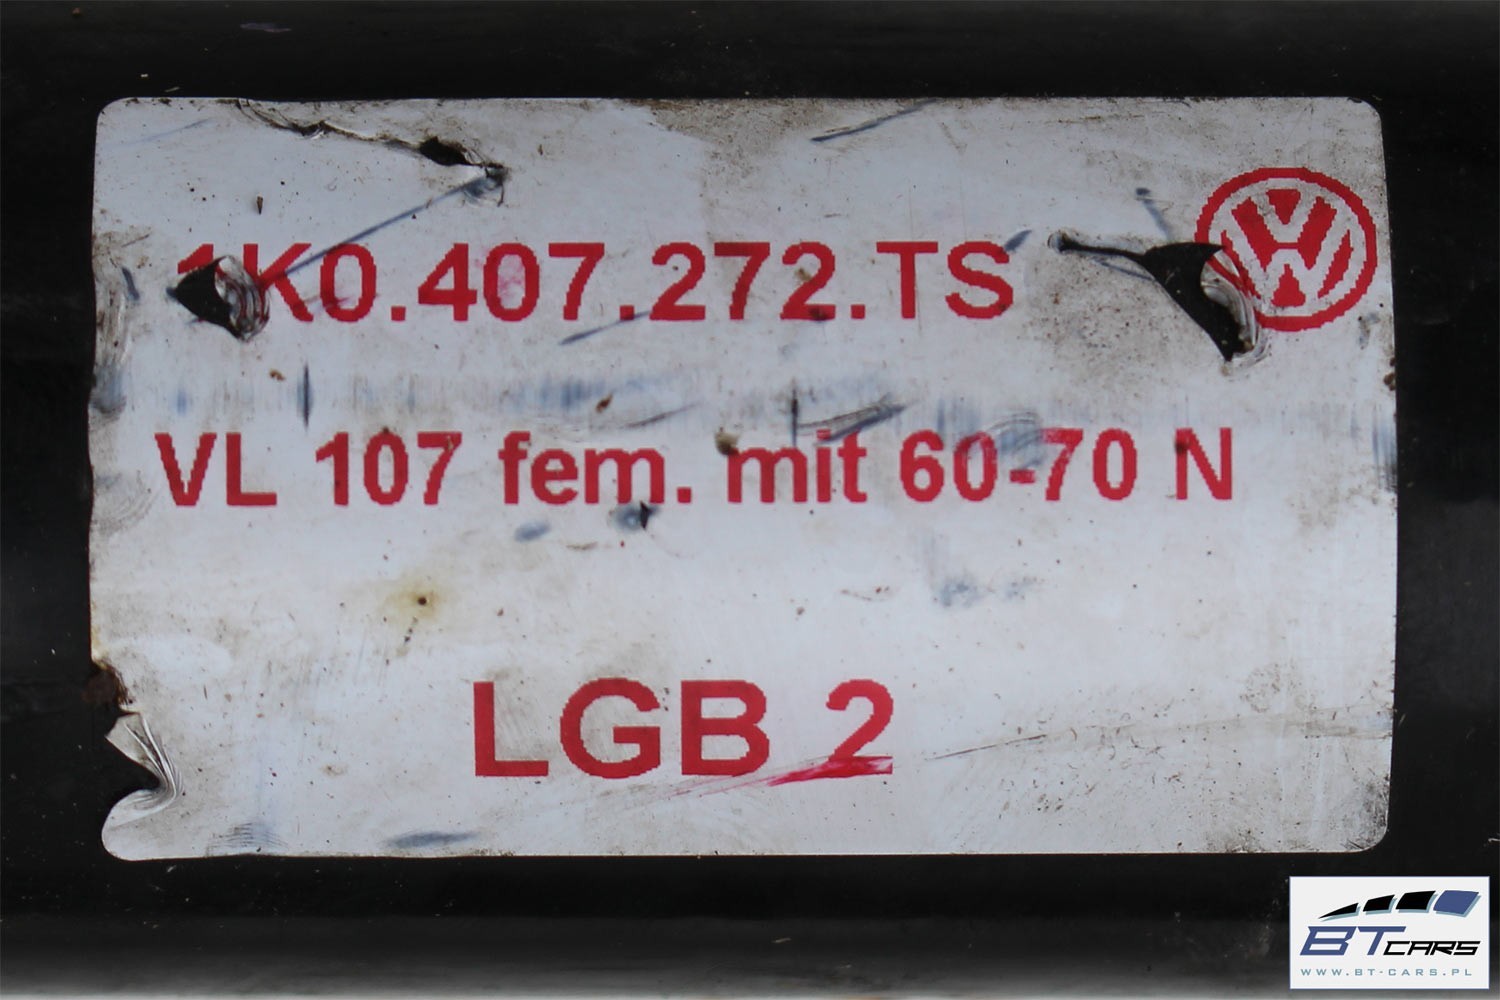 1K0.407.272.TS
VL 107 fem. mit 60-70 N
LGB 2
BT CARS
WWW.BT-CARS.PL